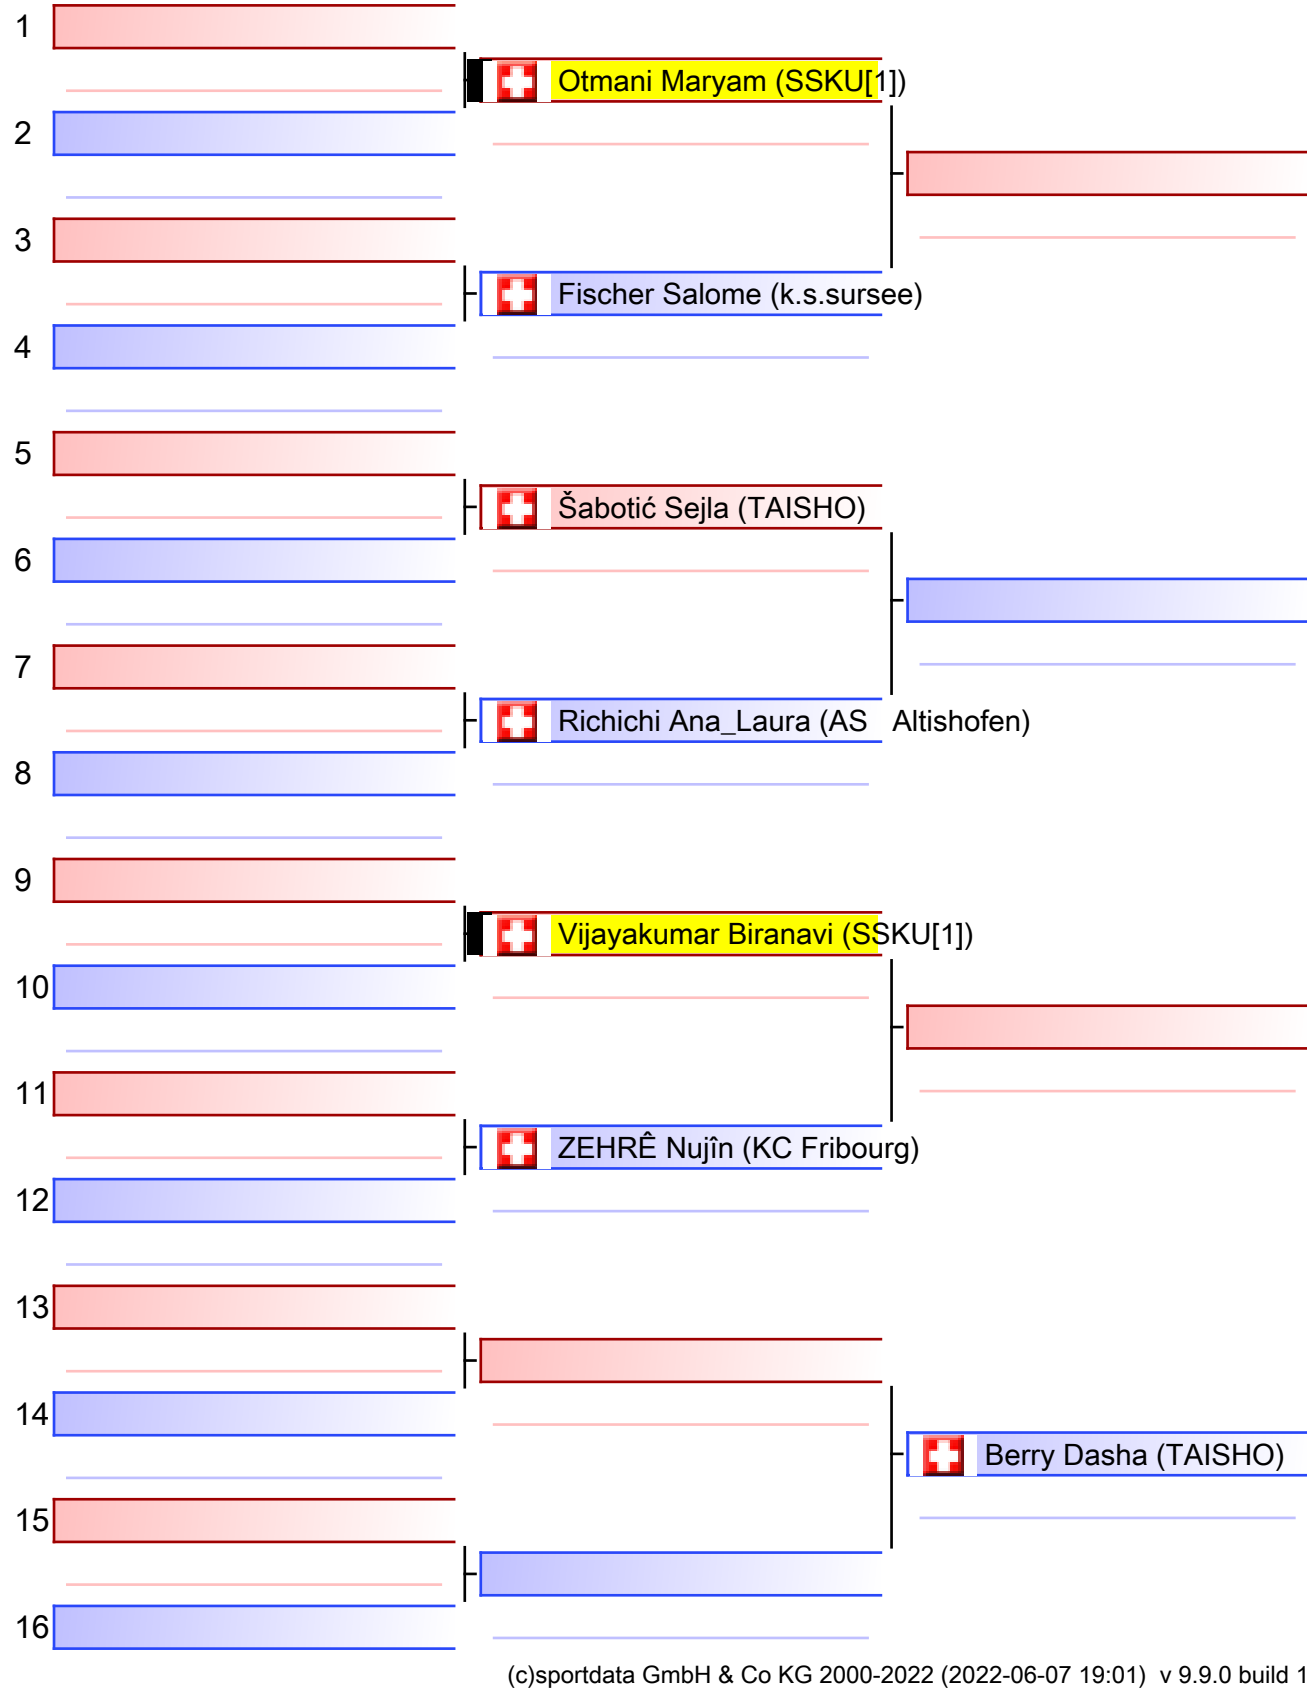 1
Otmani Maryam (SSKU[1])
2
3
Fischer Salome (k.s.sursee)
4
5
Šabotić Sejla (TAISHO)
6
7
Richichi Ana_Laura (AS Altishofen)
8
9
Vijayakumar Biranavi (SSKU[1])
10
11
ZEHRÊ Nujîn (KC Fribourg)
12
13
14
Berry Dasha (TAISHO)
15
16
(c)sportdata GmbH & Co KG 2000-2022 (2022-06-07 19:01) v 9.9.0 build 1